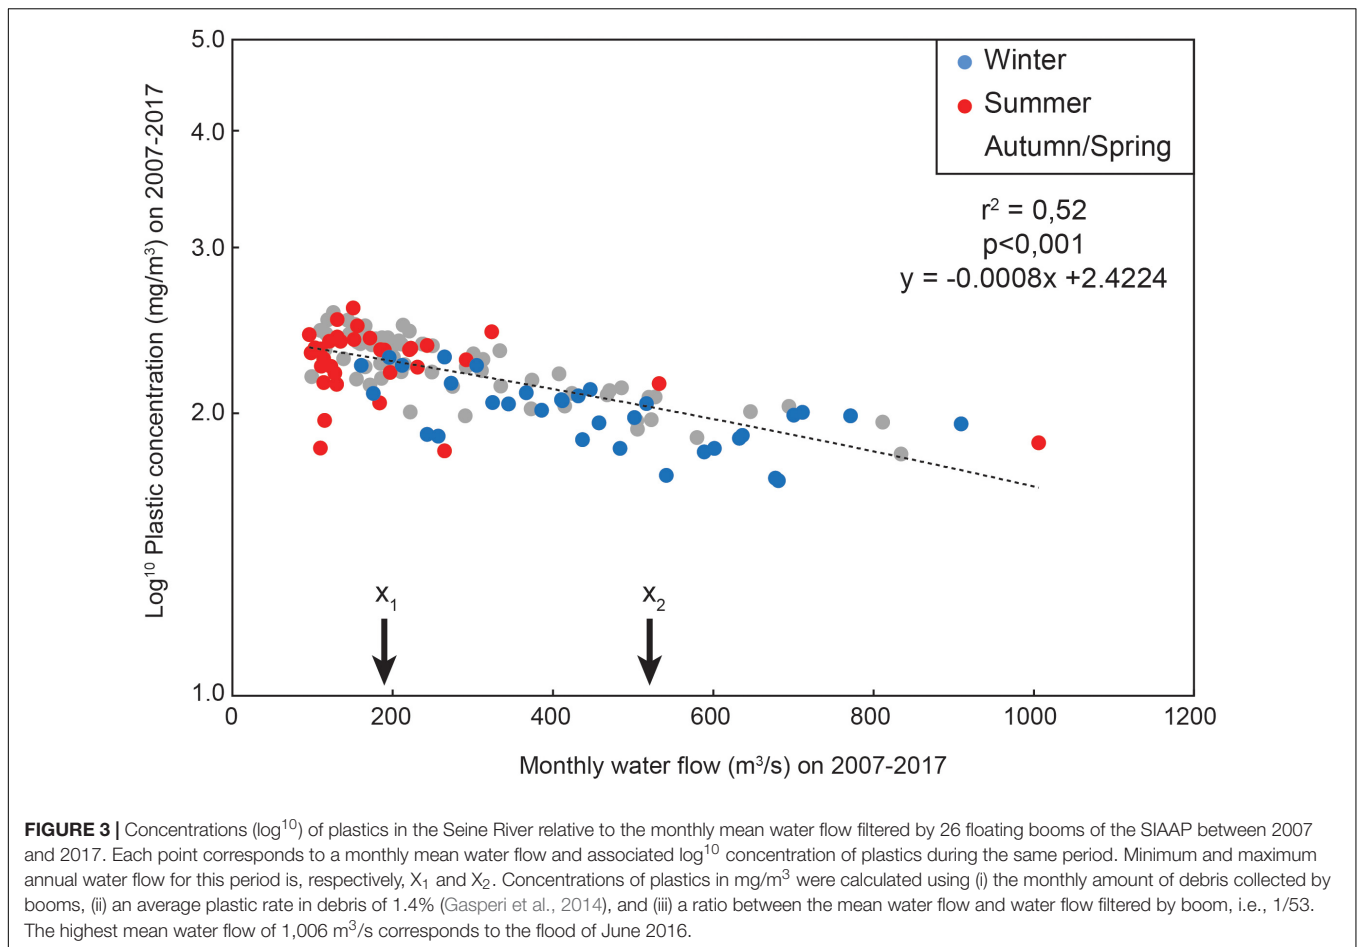 5.0
4.0
3.0
2.0
1.0
Log¹⁰ Plastic concentration (mg/m³) on 2007-2017
Winter
Summer
Autumn/Spring
r² = 0,52
p<0,001
y = -0.0008x +2.4224
X₁
X₂
0 200 400 600 800 1000 1200
Monthly water flow (m³/s) on 2007-2017
FIGURE 3 | Concentrations (log¹⁰) of plastics in the Seine River relative to the monthly mean water flow filtered by 26 floating booms of the SIAAP between 2007
and 2017. Each point corresponds to a monthly mean water flow and associated log¹⁰ concentration of plastics during the same period. Minimum and maximum
annual water flow for this period is, respectively, X₁ and X₂. Concentrations of plastics in mg/m³ were calculated using (i) the monthly amount of debris collected by
booms, (ii) an average plastic rate in debris of 1.4% (Gasperi et al., 2014), and (iii) a ratio between the mean water flow and water flow filtered by boom, i.e., 1/53.
The highest mean water flow of 1,006 m³/s corresponds to the flood of June 2016.